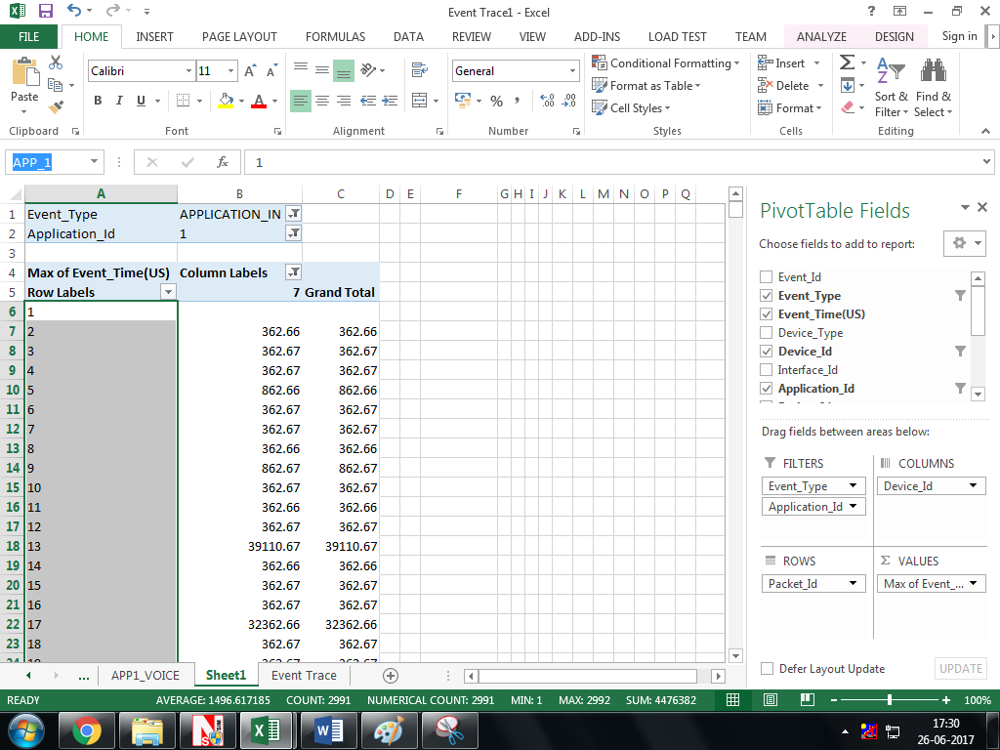 Event Trace1 - Excel
FILE HOME INSERT PAGE LAYOUT FORMULAS DATA REVIEW VIEW ADD-INS LOAD TEST TEAM ANALYZE DESIGN Sign in
Paste
Calibri 11
B I U
General
% ,
Conditional Formatting
Format as Table
Cell Styles
Insert
Delete
Format
Sort & Filter
Find & Select
Clipboard Font Alignment Number Styles Cells Editing
APP_1 fx 1
A B C D E F G H I J K L M N O P Q
1 Event_Type APPLICATION_IN
2 Application_Id 1
3
4 Max of Event_Time(US) Column Labels
5 Row Labels 7 Grand Total
6 1
7 2 362.66 362.66
8 3 362.67 362.67
9 4 362.67 362.67
10 5 862.66 862.66
11 6 362.67 362.67
12 7 362.67 362.67
13 8 362.66 362.66
14 9 862.67 862.67
15 10 362.67 362.67
16 11 362.66 362.66
17 12 362.67 362.67
18 13 39110.67 39110.67
19 14 362.66 362.66
20 15 362.67 362.67
21 16 362.67 362.67
22 17 32362.66 32362.66
23 18 362.67 362.67
PivotTable Fields
Choose fields to add to report:
Event_Id
Event_Type
Event_Time(US)
Device_Type
Device_Id
Interface_Id
Application_Id
Drag fields between areas below:
FILTERS
Event_Type
Application_Id
COLUMNS
Device_Id
ROWS
Packet_Id
VALUES
Max of Event_...
Defer Layout Update UPDATE
... APP1_VOICE Sheet1 Event Trace
READY AVERAGE: 1496.617185 COUNT: 2991 NUMERICAL COUNT: 2991 MIN: 1 MAX: 2992 SUM: 4476382 100%
17:30
26-06-2017